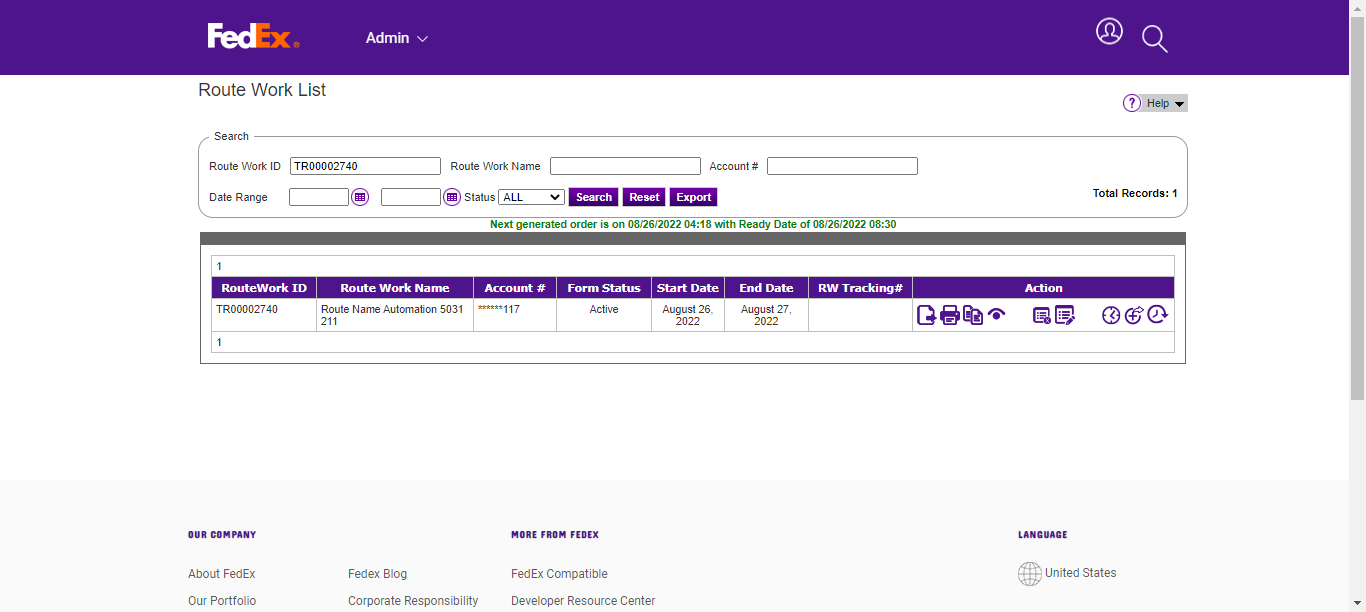 FedEx®
Admin
Route Work List
? Help
Search
Route Work ID TR00002740 Route Work Name Account #
Date Range Status ALL Search Reset Export Total Records: 1
Next generated order is on 08/26/2022 04:18 with Ready Date of 08/26/2022 08:30
1
RouteWork ID Route Work Name Account # Form Status Start Date End Date RW Tracking# Action
TR00002740 Route Name Automation 5031 ******117 Active August 26, August 27,
211 2022 2022
1
OUR COMPANY MORE FROM FEDEX LANGUAGE
About FedEx Fedex Blog FedEx Compatible United States
Our Portfolio Corporate Responsibility Developer Resource Center